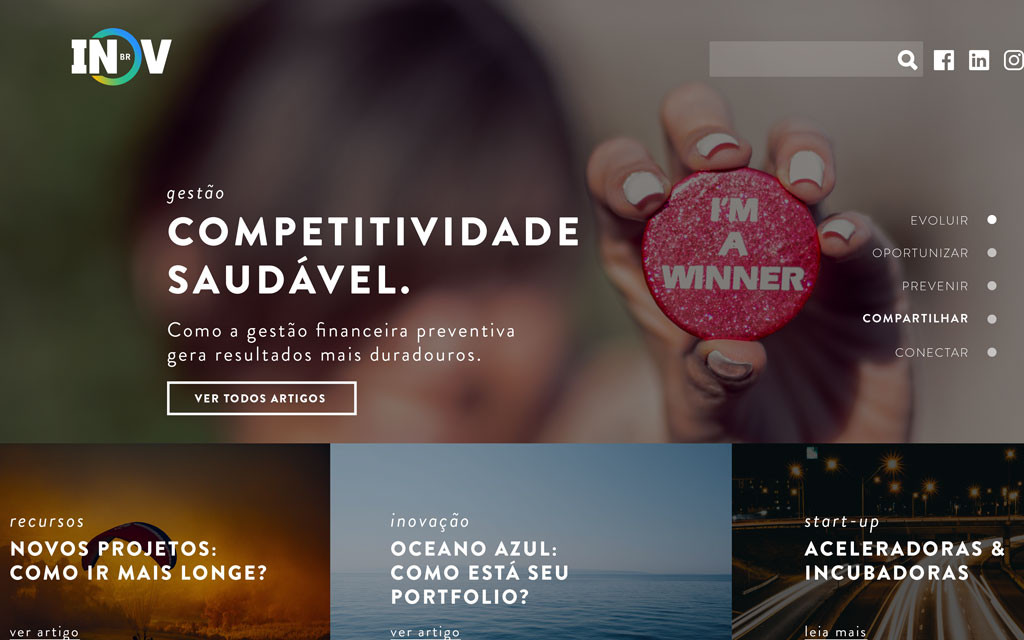 INOV
BR
gestão
COMPETITIVIDADE
SAUDÁVEL.
Como a gestão financeira preventiva
gera resultados mais duradouros.
VER TODOS ARTIGOS
I'M
A
WINNER
EVOLUIR
OPORTUNIZAR
PREVENIR
COMPARTILHAR
CONECTAR
recursos
NOVOS PROJETOS:
COMO IR MAIS LONGE?
ver artigo
inovação
OCEANO AZUL:
COMO ESTÁ SEU
PORTFOLIO?
ver artigo
start-up
ACELERADORAS &
INCUBADORAS
leia mais